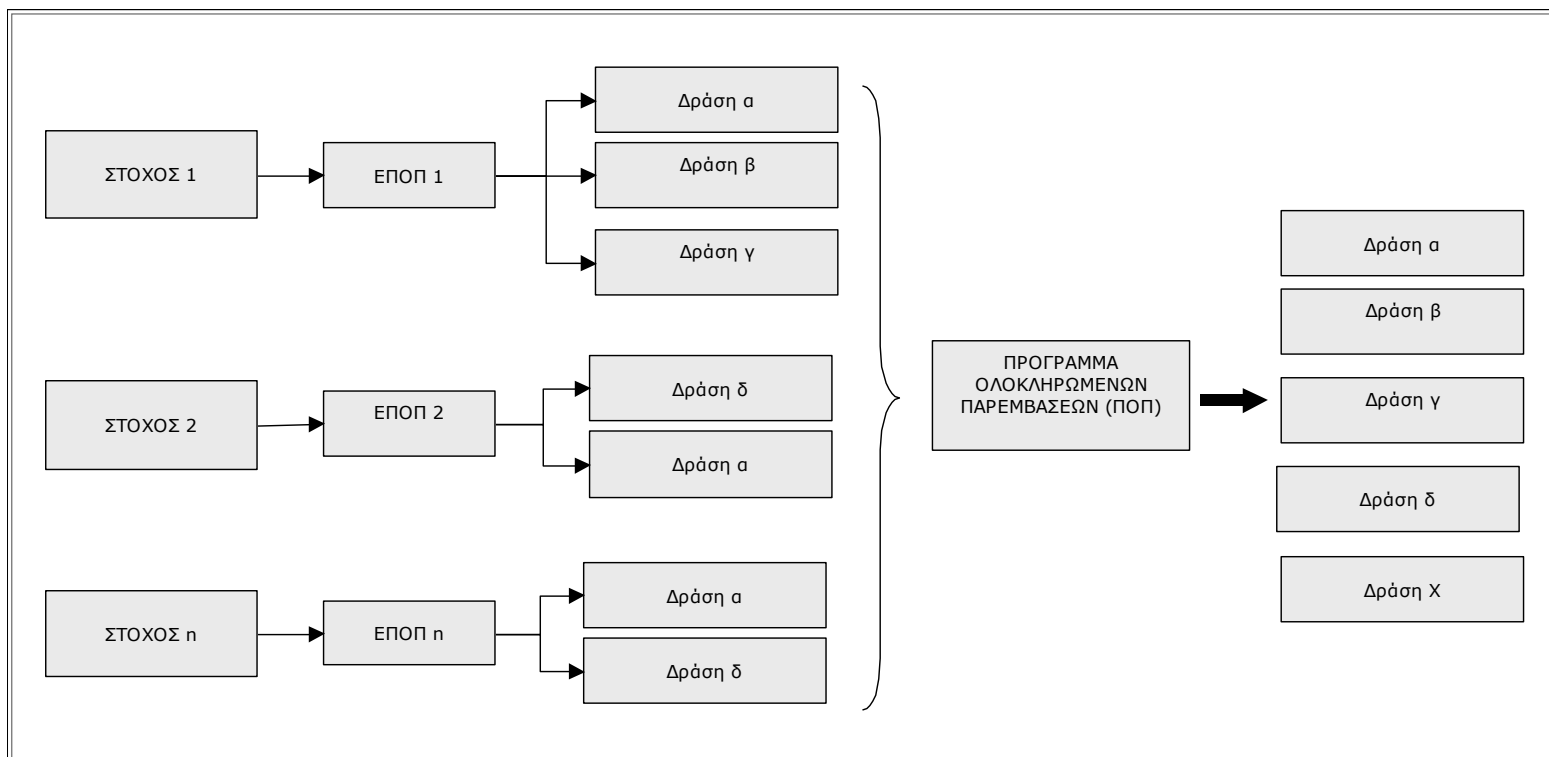 ΣΤΟΧΟΣ 1
ΕΠΟΠ 1
Δράση α
Δράση β
Δράση γ
ΣΤΟΧΟΣ 2
ΕΠΟΠ 2
Δράση δ
Δράση α
ΣΤΟΧΟΣ n
ΕΠΟΠ n
Δράση α
Δράση δ
ΠΡΟΓΡΑΜΜΑ
ΟΛΟΚΛΗΡΩΜΕΝΩΝ
ΠΑΡΕΜΒΑΣΕΩΝ (ΠΟΠ)
Δράση α
Δράση β
Δράση γ
Δράση δ
Δράση Χ